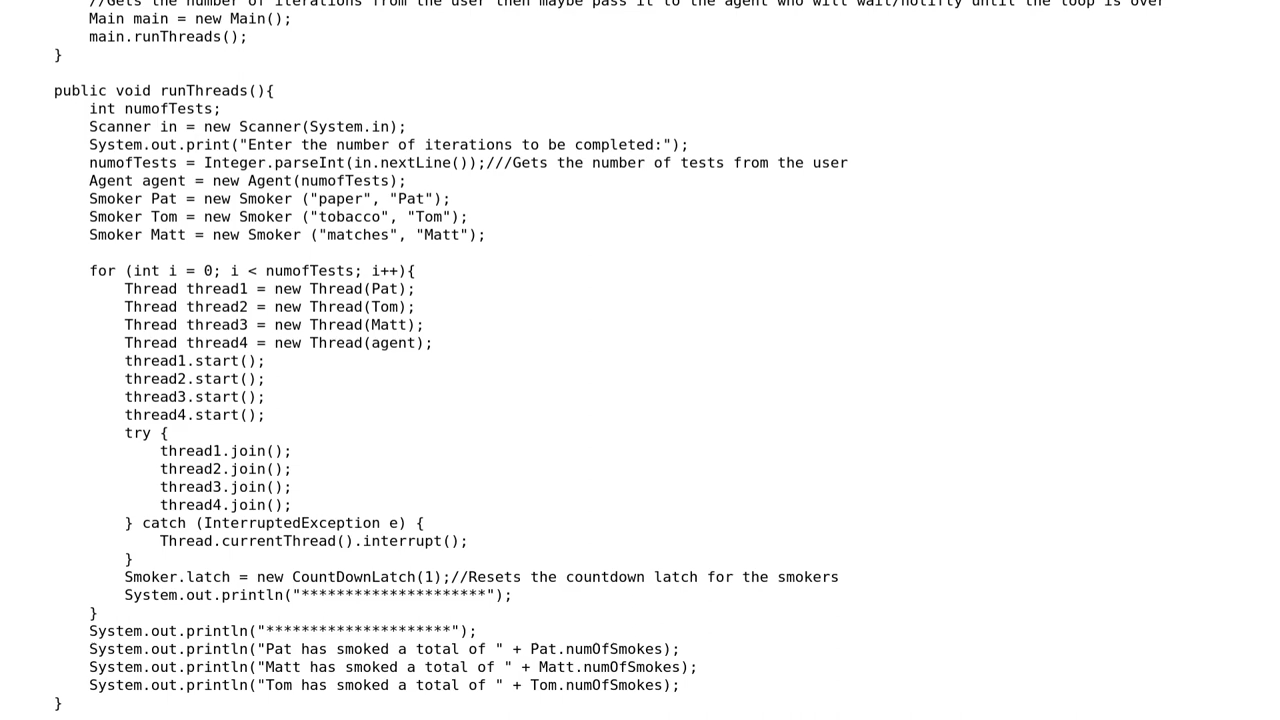 //Gets the number of iterations from the user then maybe pass it to the agent who will wait/notifty until the loop is over
Main main = new Main();
main.runThreads();
}
public void runThreads(){
int numofTests;
Scanner in = new Scanner(System.in);
System.out.print("Enter the number of iterations to be completed:");
numofTests = Integer.parseInt(in.nextLine());///Gets the number of tests from the user
Agent agent = new Agent(numofTests);
Smoker Pat = new Smoker ("paper", "Pat");
Smoker Tom = new Smoker ("tobacco", "Tom");
Smoker Matt = new Smoker ("matches", "Matt");
for (int i = 0; i < numofTests; i++){
Thread thread1 = new Thread(Pat);
Thread thread2 = new Thread(Tom);
Thread thread3 = new Thread(Matt);
Thread thread4 = new Thread(agent);
thread1.start();
thread2.start();
thread3.start();
thread4.start();
try {
thread1.join();
thread2.join();
thread3.join();
thread4.join();
} catch (InterruptedException e) {
Thread.currentThread().interrupt();
}
Smoker.latch = new CountDownLatch(1);//Resets the countdown latch for the smokers
System.out.println("*********************");
}
System.out.println("*********************");
System.out.println("Pat has smoked a total of " + Pat.numOfSmokes);
System.out.println("Matt has smoked a total of " + Matt.numOfSmokes);
System.out.println("Tom has smoked a total of " + Tom.numOfSmokes);
}